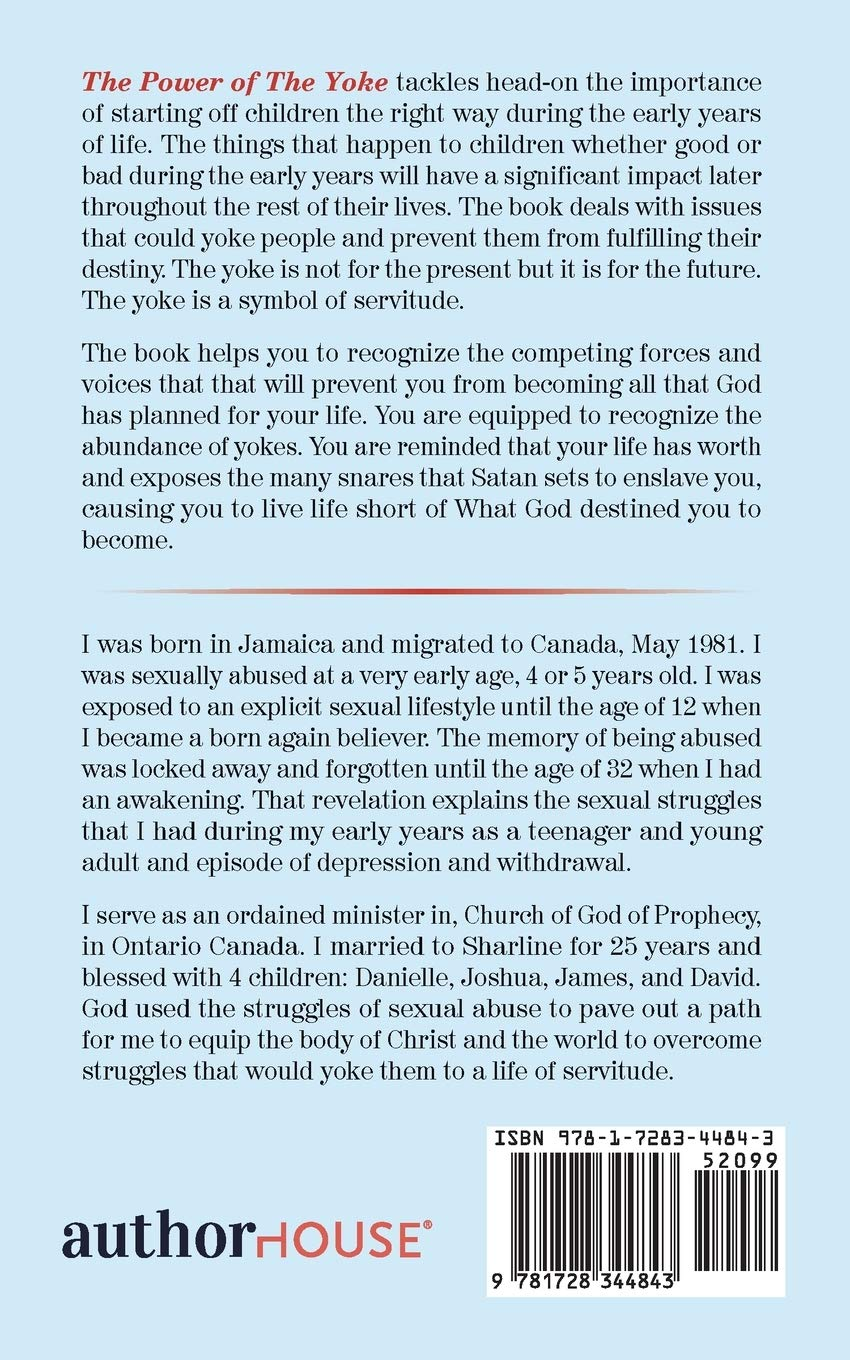 The Power of The Yoke tackles head-on the importance
of starting off children the right way during the early years
of life. The things that happen to children whether good or
bad during the early years will have a significant impact later
throughout the rest of their lives. The book deals with issues
that could yoke people and prevent them from fulfilling their
destiny. The yoke is not for the present but it is for the future.
The yoke is a symbol of servitude.
The book helps you to recognize the competing forces and
voices that that will prevent you from becoming all that God
has planned for your life. You are equipped to recognize the
abundance of yokes. You are reminded that your life has worth
and exposes the many snares that Satan sets to enslave you,
causing you to live life short of What God destined you to
become.
I was born in Jamaica and migrated to Canada, May 1981. I
was sexually abused at a very early age, 4 or 5 years old. I was
exposed to an explicit sexual lifestyle until the age of 12 when
I became a born again believer. The memory of being abused
was locked away and forgotten until the age of 32 when I had
an awakening. That revelation explains the sexual struggles
that I had during my early years as a teenager and young
adult and episode of depression and withdrawal.
I serve as an ordained minister in, Church of God of Prophecy,
in Ontario Canada. I married to Sharline for 25 years and
blessed with 4 children: Danielle, Joshua, James, and David.
God used the struggles of sexual abuse to pave out a path
for me to equip the body of Christ and the world to overcome
struggles that would yoke them to a life of servitude.
ISBN 978-1-7283-4484-3
52099
authorHOUSE®
9 781728 344843